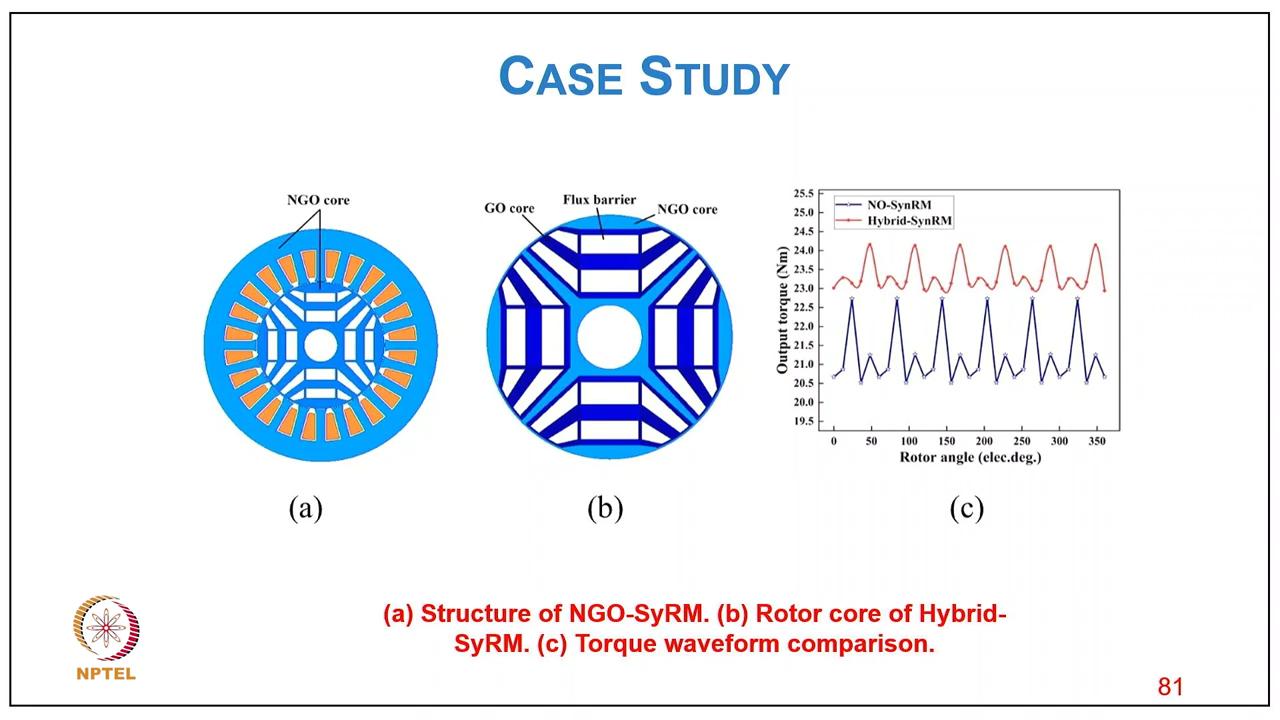 CASE STUDY
NGO core
GO core
Flux barrier
NGO core
25.5
25.0
24.5
24.0
23.5
23.0
22.5
22.0
21.5
21.0
20.5
20.0
19.5
Output torque (Nm)
NO-SynRM
Hybrid-SynRM
0 50 100 150 200 250 300 350
Rotor angle (elec.deg.)
(a)
(b)
(c)
(a) Structure of NGO-SyRM. (b) Rotor core of Hybrid-
SyRM. (c) Torque waveform comparison.
NPTEL
81